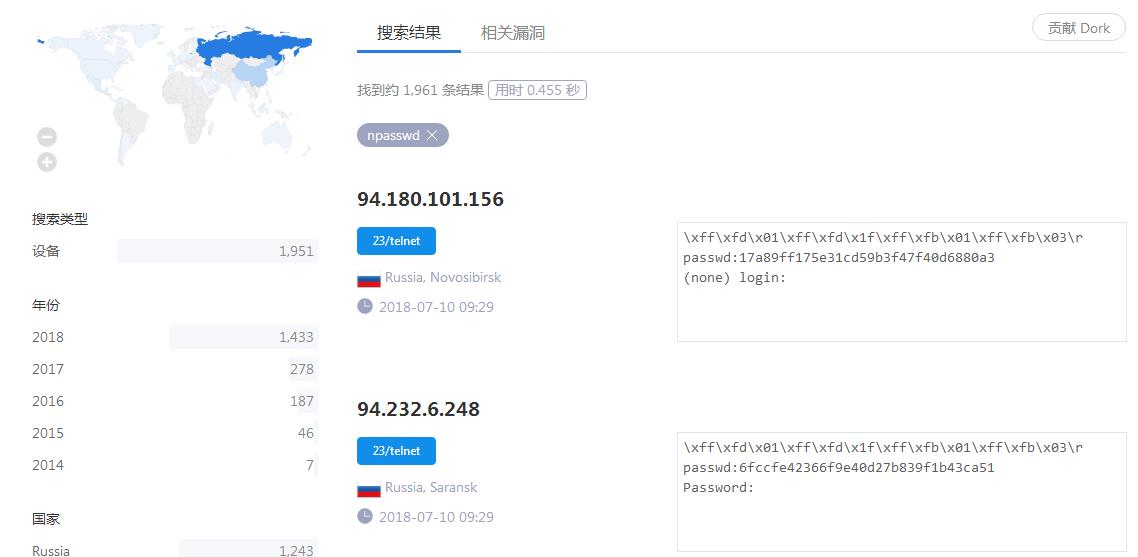 搜索结果
相关漏洞
贡献 Dork
找到约 1,961 条结果 用时 0.455 秒
npasswd
搜索类型
设备 1,951
年份
2018 1,433
2017 278
2016 187
2015 46
2014 7
国家
Russia 1,243
94.180.101.156
23/telnet
Russia, Novosibirsk
2018-07-10 09:29
\xff\xfd\x01\xff\xfd\x1f\xff\xfb\x01\xff\xfb\x03\r
passwd:17a89ff175e31cd59b3f47f40d6880a3
(none) login:
94.232.6.248
23/telnet
Russia, Saransk
2018-07-10 09:29
\xff\xfd\x01\xff\xfd\x1f\xff\xfb\x01\xff\xfb\x03\r
passwd:6fccfe42366f9e40d27b839f1b43ca51
Password: